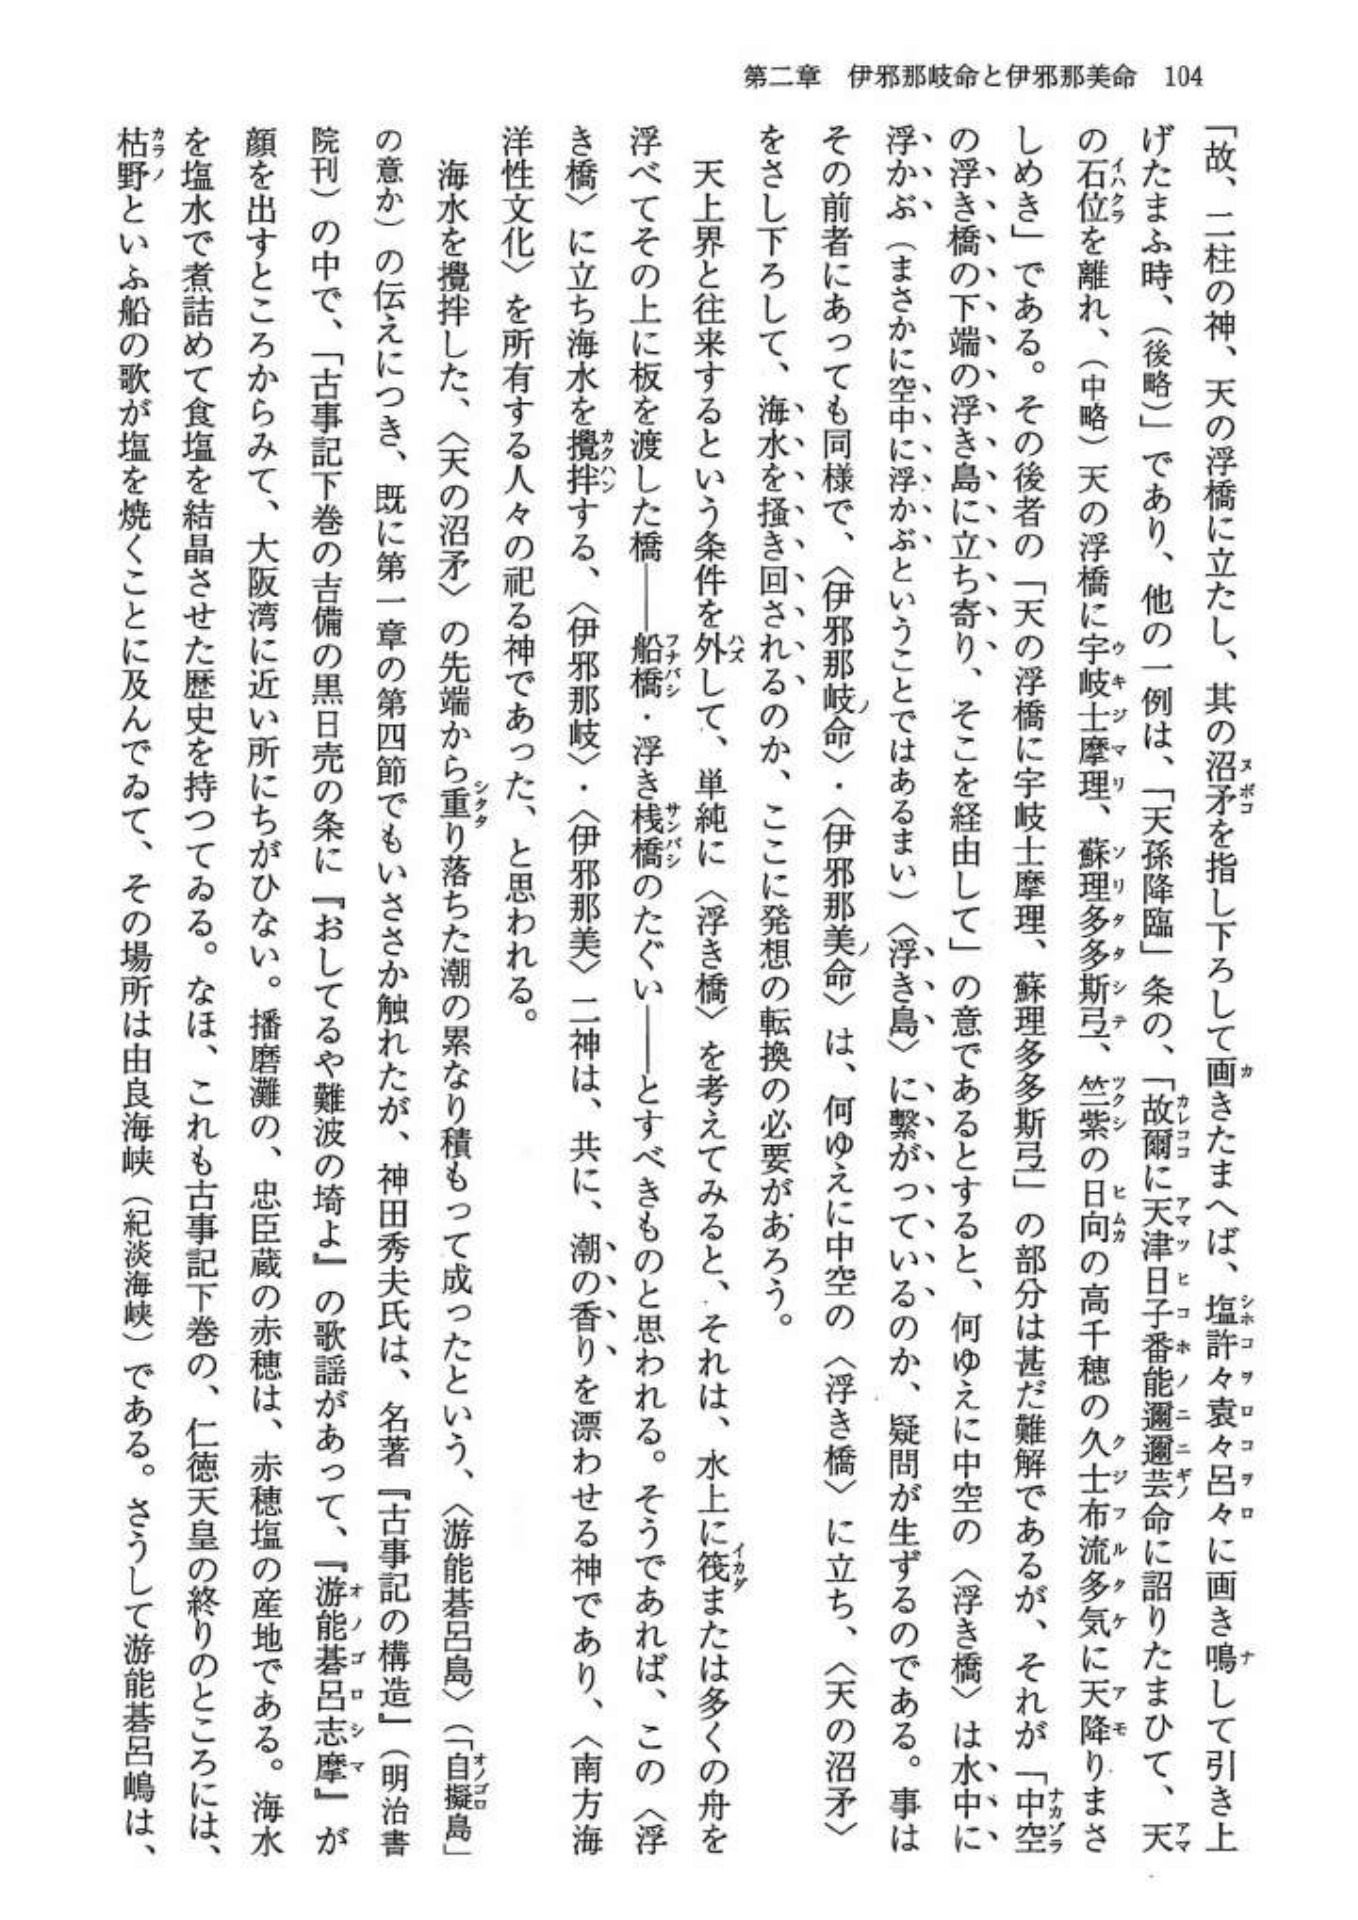 第二章　伊邪那岐命と伊邪那美命　104
「故、二柱の神、天の浮橋に立たし、其の沼矛を指し下ろして画きたまへば、塩許々袁々呂々に画き鳴して引き上
げたまふ時、（後略）」であり、他の一例は、「天孫降臨」条の、「故爾に天津日子番能邇邇芸命に詔りたまひて、天
の石位を離れ、（中略）天の浮橋に宇岐士摩理、蘇理多多斯弖、竺紫の日向の高千穂の久士布流多気に天降りまさ
しめき」である。その後者の「天の浮橋に宇岐士摩理、蘇理多多斯弖」の部分は甚だ難解であるが、それが「中空
の浮き橋の下端の浮き島に立ち寄り、そこを経由して」の意であるとすると、何ゆえに中空の〈浮き橋〉は水中に
浮かぶ（まさかに空中に浮かぶということではあるまい）〈浮き島〉に繋がっているのか、疑問が生ずるのである。事は
その前者にあっても同様で、〈伊邪那岐命〉・〈伊邪那美命〉は、何ゆえに中空の〈浮き橋〉に立ち、〈天の沼矛〉
をさし下ろして、海水を掻き回されるのか、ここに発想の転換の必要があろう。
天上界と往来するという条件を外して、単純に〈浮き橋〉を考えてみると、それは、水上に筏または多くの舟を
浮べてその上に板を渡した橋――船橋・浮き桟橋のたぐい――とすべきものと思われる。そうであれば、この〈浮
き橋〉に立ち海水を攪拌する、〈伊邪那岐〉・〈伊邪那美〉二神は、共に、潮の香りを漂わせる神であり、〈南方海
洋性文化〉を所有する人々の祀る神であった、と思われる。
海水を攪拌した、〈天の沼矛〉の先端から重り落ちた潮の累なり積もって成ったという、〈游能碁呂島〉（「自擬島」
の意か）の伝えにつき、既に第一章の第四節でもいささか触れたが、神田秀夫氏は、名著『古事記の構造』（明治書
院刊）の中で、「古事記下巻の吉備の黒日売の条に『おしてるや難波の埼よ』の歌謡があって、『游能碁呂志摩』が
顔を出すところからみて、大阪湾に近い所にちがひない。播磨灘の、忠臣蔵の赤穂は、赤穂塩の産地である。海水
を塩水で煮詰めて食塩を結晶させた歴史を持つてゐる。なほ、これも古事記下巻の、仁徳天皇の終りのところには、
枯野といふ船の歌が塩を焼くことに及んでゐて、その場所は由良海峡（紀淡海峡）である。さうして游能碁呂嶋は、